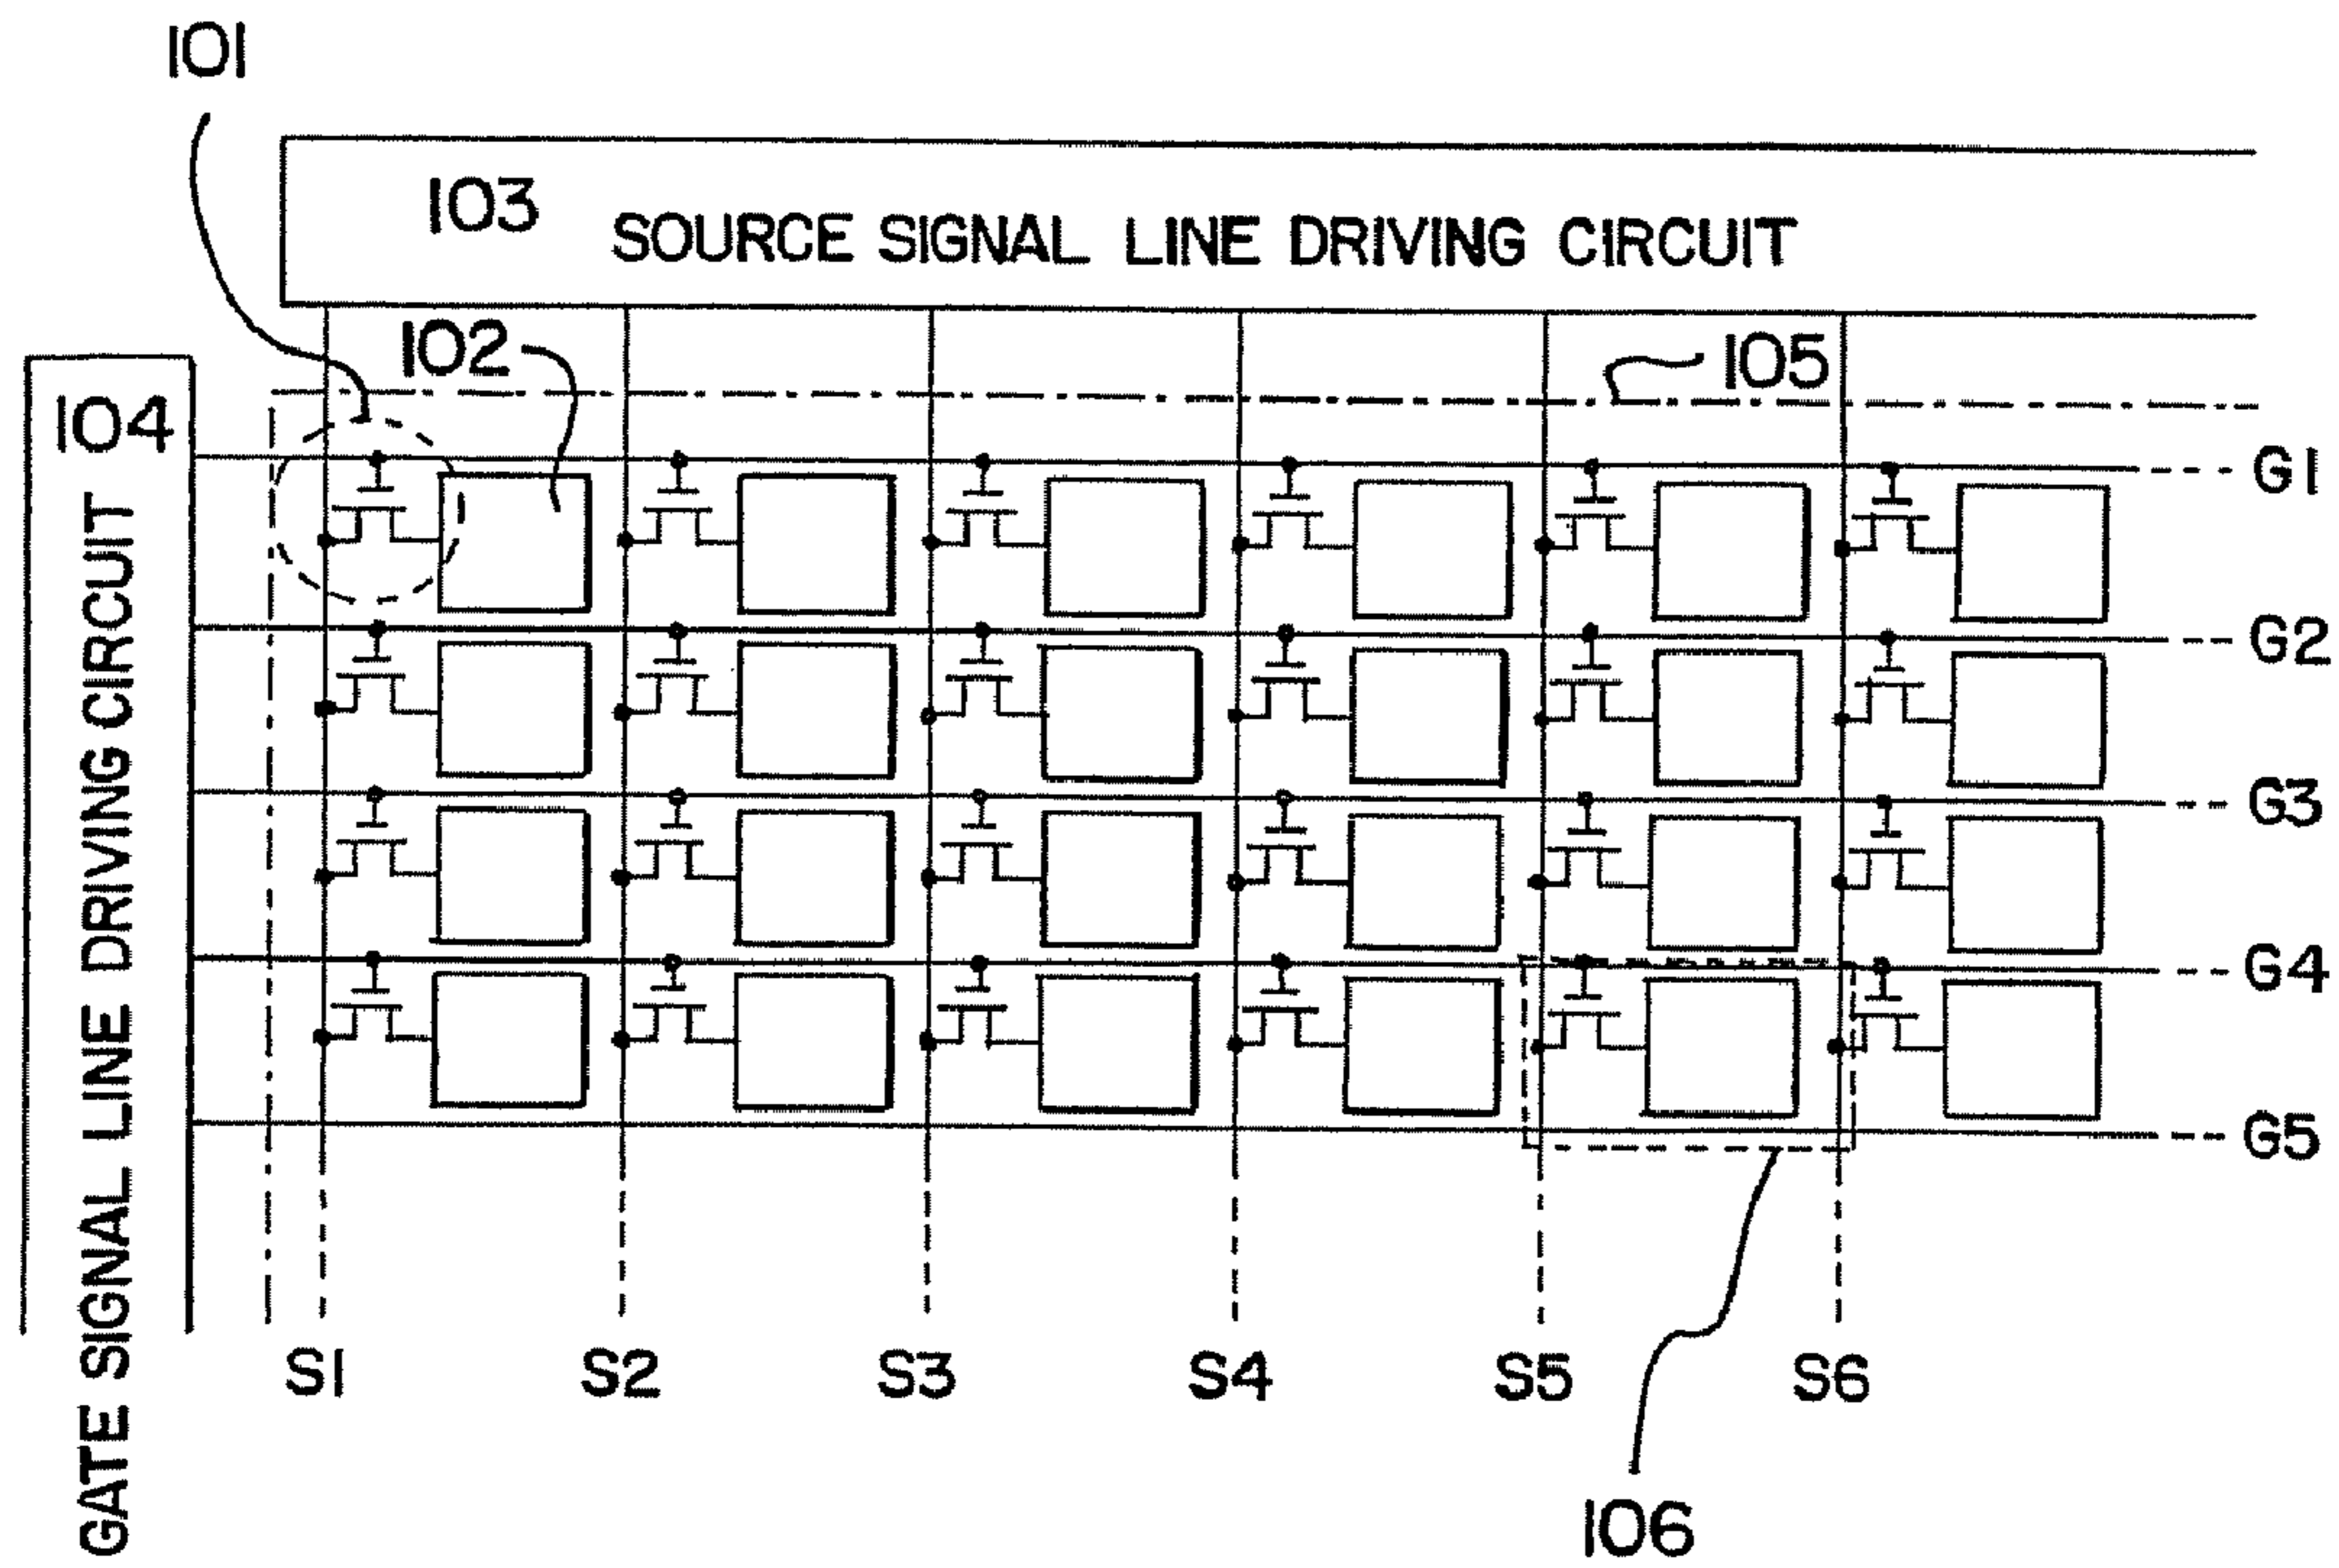 101
103
SOURCE SIGNAL LINE DRIVING CIRCUIT
102
105
104
GATE SIGNAL LINE DRIVING CIRCUIT
G1
G2
G3
G4
G5
S1
S2
S3
S4
S5
S6
106